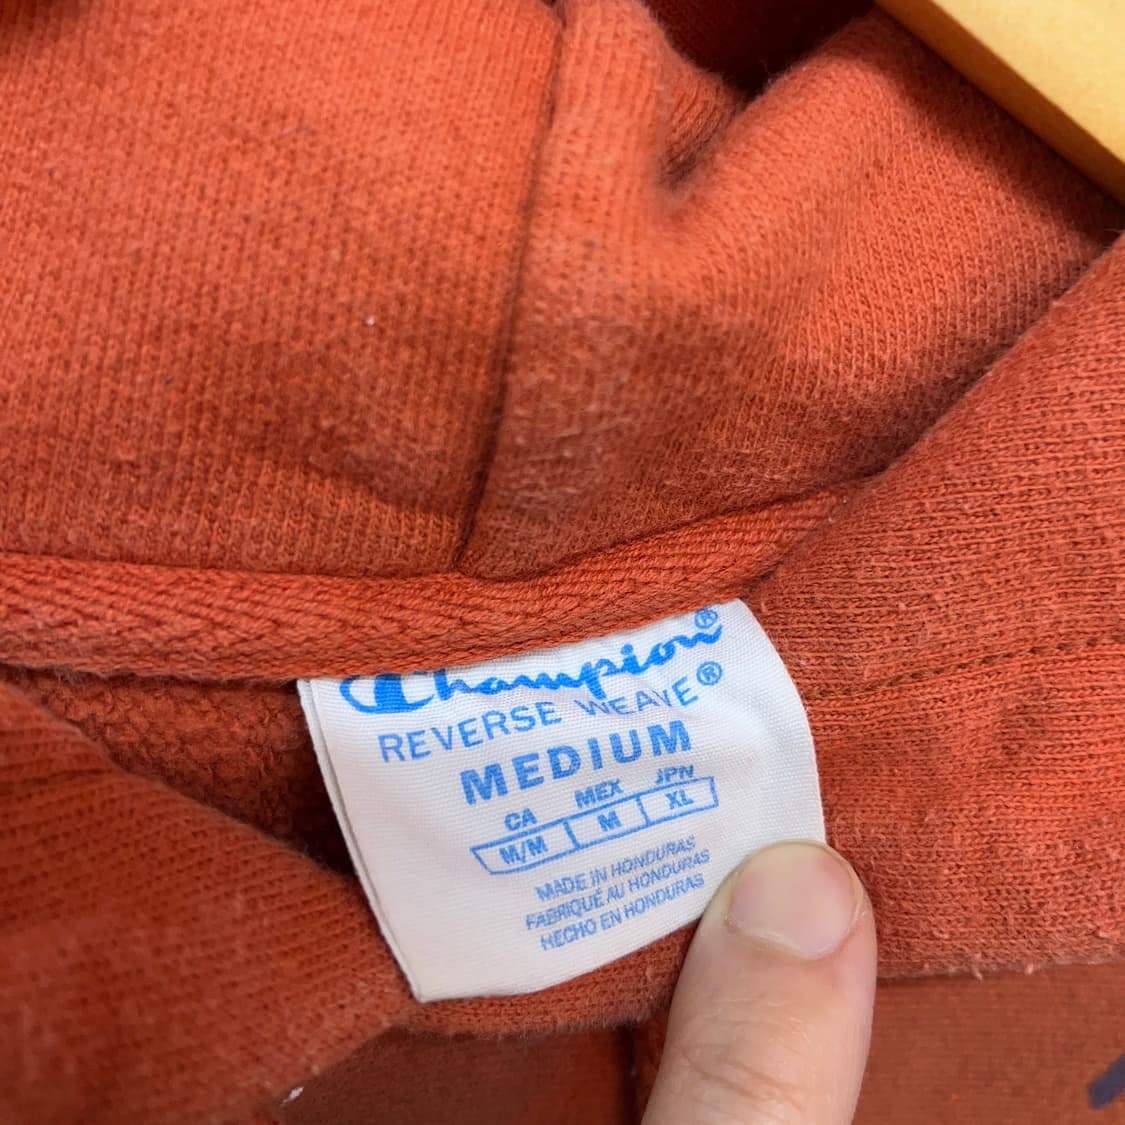 Champion®
REVERSE WEAVE®
MEDIUM
CA MEX JPN
M/M M XL
MADE IN HONDURAS
FABRIQUÉ AU HONDURAS
HECHO EN HONDURAS